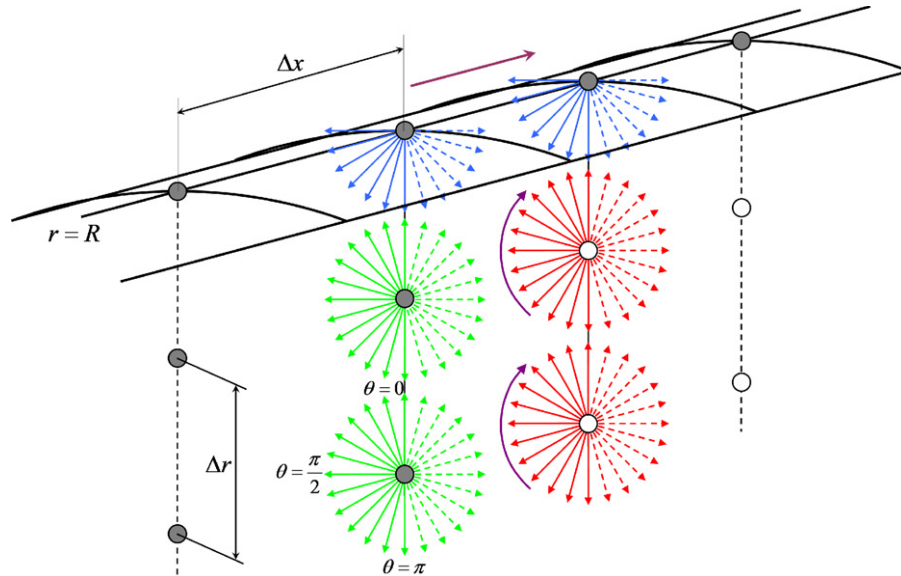 Δx
r = R
θ = 0
Δr
θ = π/2
θ = π